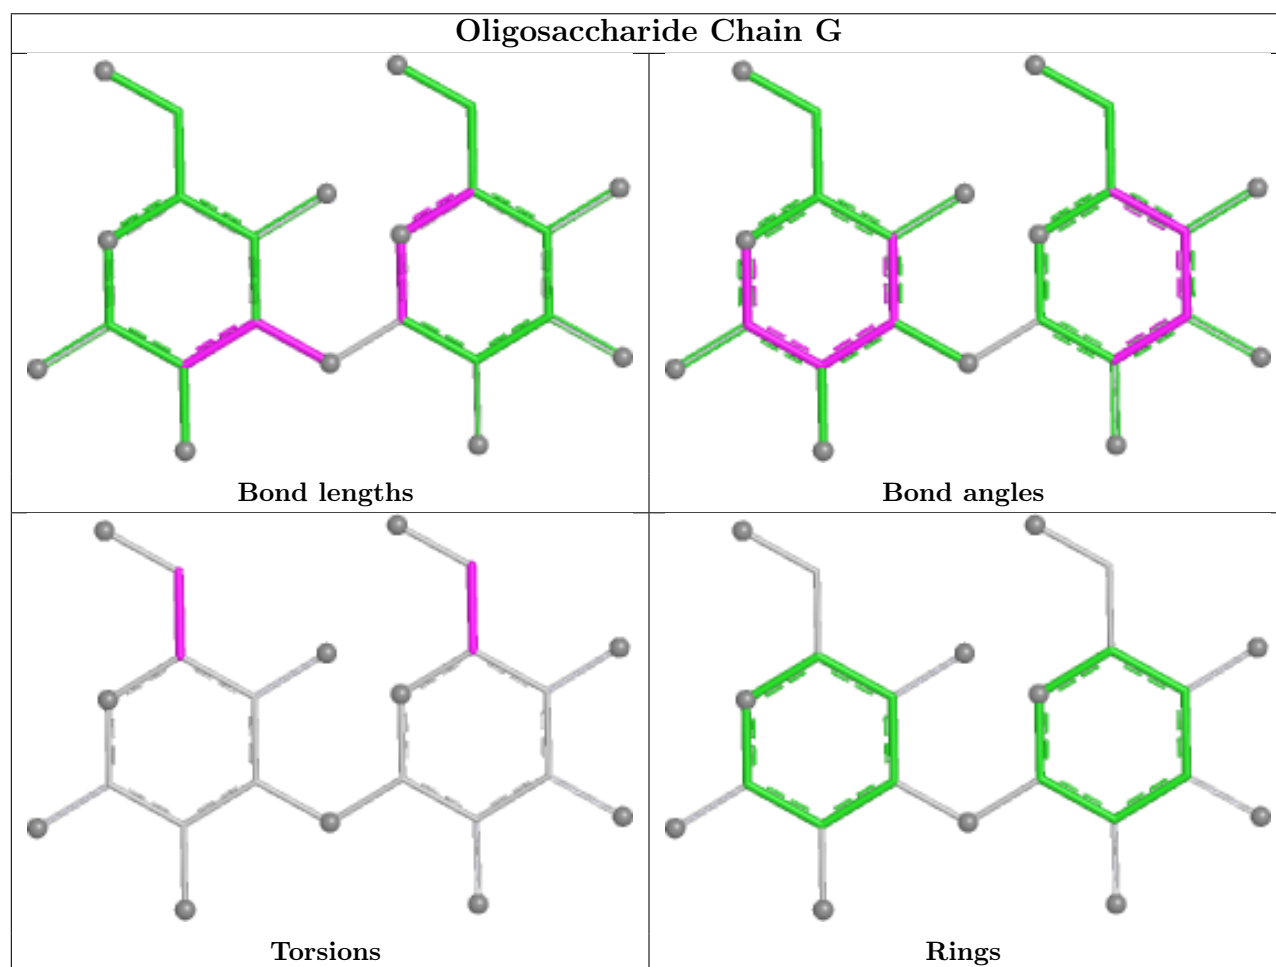 Oligosaccharide Chain G
Bond lengths
Bond angles
Torsions
Rings